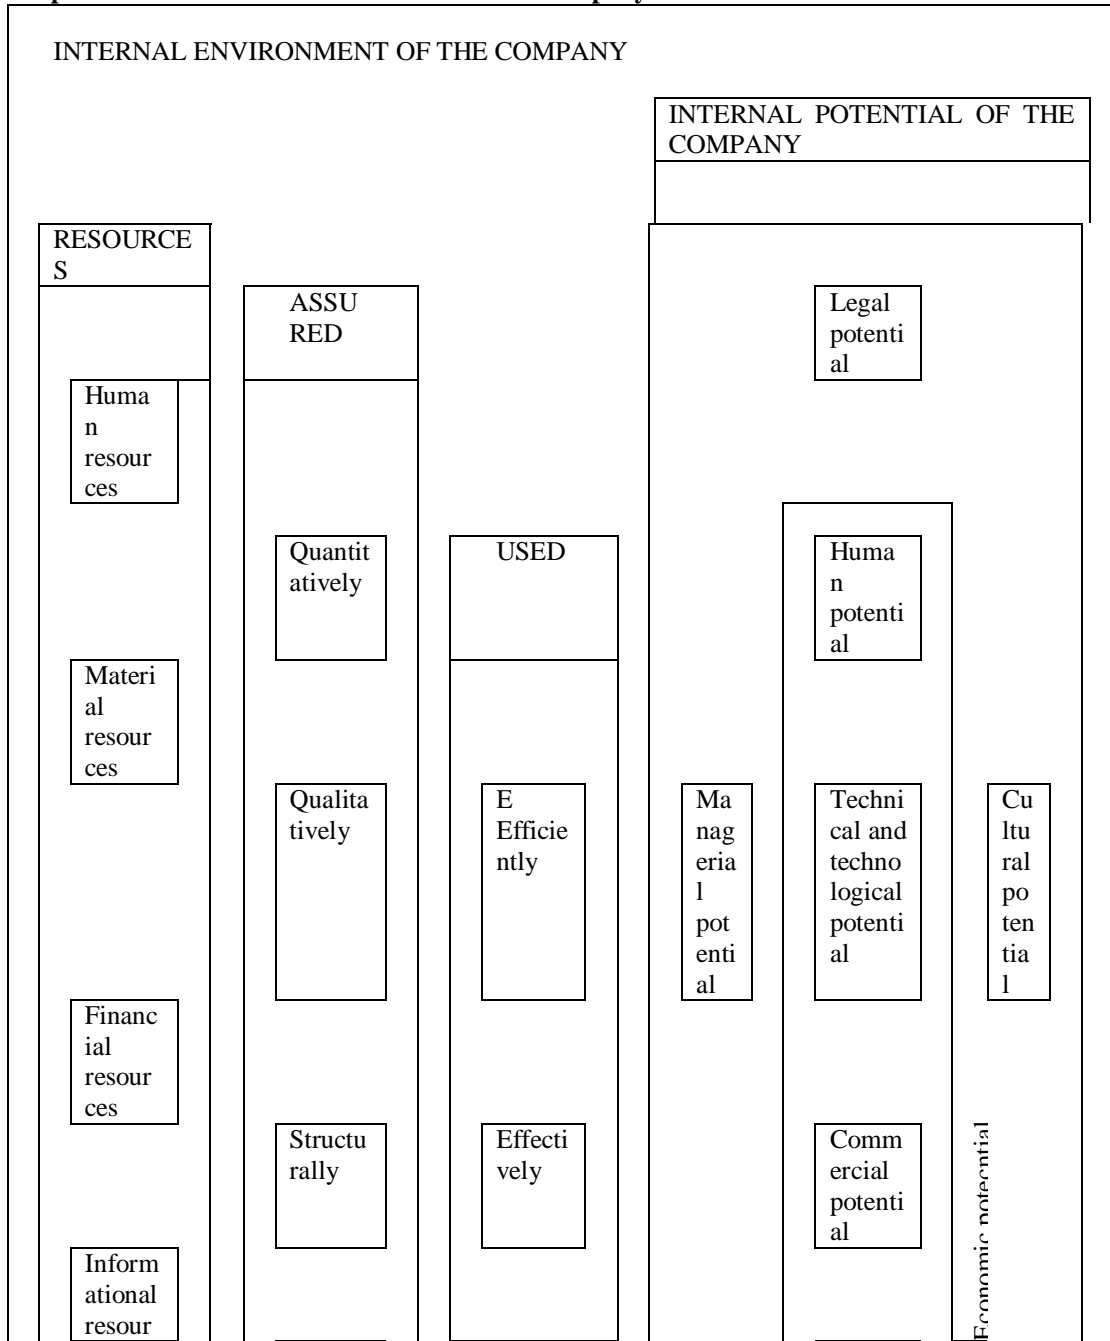 INTERNAL ENVIRONMENT OF THE COMPANY
INTERNAL POTENTIAL OF THE
COMPANY
RESOURCE
S
ASSU
RED
Legal
potenti
al
Huma
n
resour
ces
Quantit
atively
USED
Huma
n
potenti
al
Materi
al
resour
ces
Qualita
tively
E
Efficie
ntly
Ma
nag
eria
l
pot
enti
al
Techni
cal and
techno
logical
potenti
al
Cu
ltu
ral
po
ten
tia
l
Financ
ial
resour
ces
Structu
rally
Effecti
vely
Comm
ercial
potenti
al
Economic potecntial
Inform
ational
resour